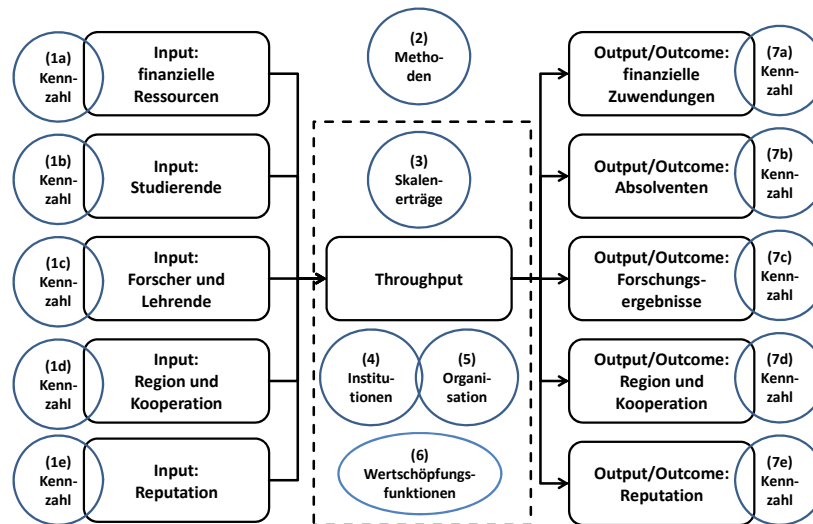 (1a)
Kenn-
zahl
Input:
finanzielle
Ressourcen
(1b)
Kenn-
zahl
Input:
Studierende
(1c)
Kenn-
zahl
Input:
Forscher und
Lehrende
(1d)
Kenn-
zahl
Input:
Region und
Kooperation
(1e)
Kenn-
zahl
Input:
Reputation
(2)
Metho-
den
(3)
Skalen-
erträge
Throughput
(4)
Institu-
tionen
(5)
Organi-
sation
(6)
Wertschöpfungs-
funktionen
Output/Outcome:
finanzielle
Zuwendungen
(7a)
Kenn-
zahl
Output/Outcome:
Absolventen
(7b)
Kenn-
zahl
Output/Outcome:
Forschungs-
ergebnisse
(7c)
Kenn-
zahl
Output/Outcome:
Region und
Kooperation
(7d)
Kenn-
zahl
Output/Outcome:
Reputation
(7e)
Kenn-
zahl